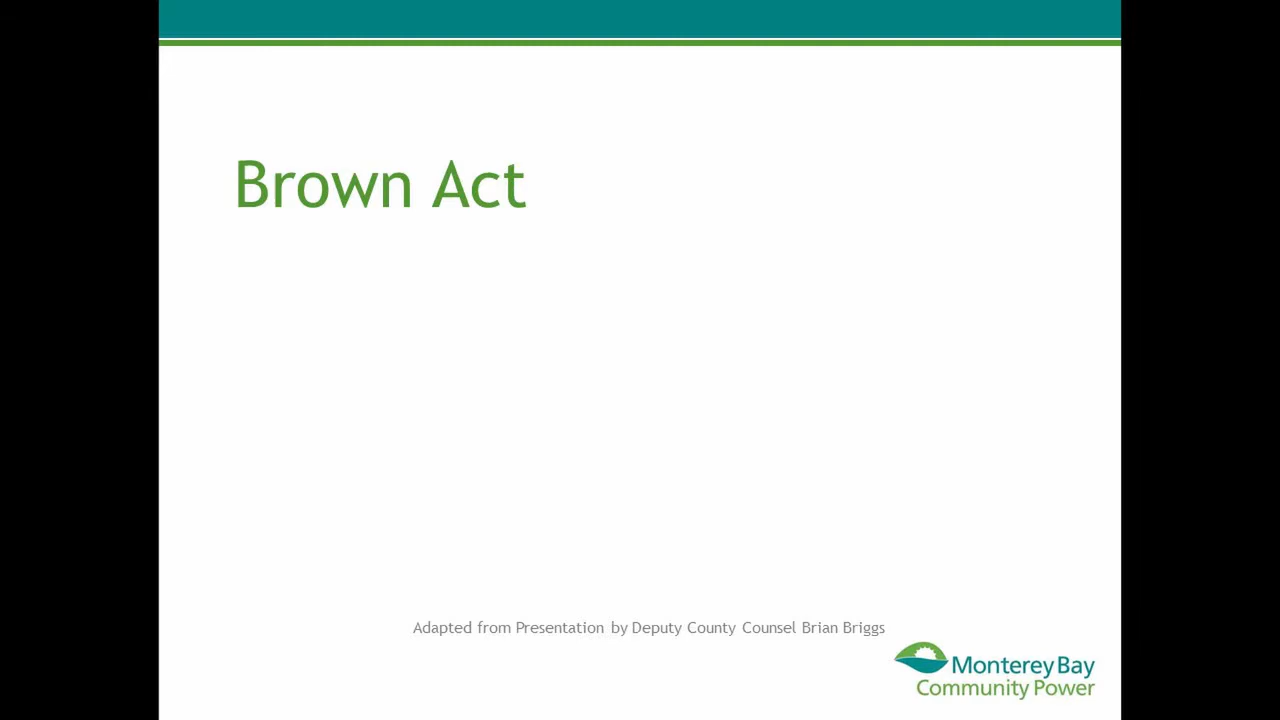 Brown Act
Adapted from Presentation by Deputy County Counsel Brian Briggs
Monterey Bay
Community Power